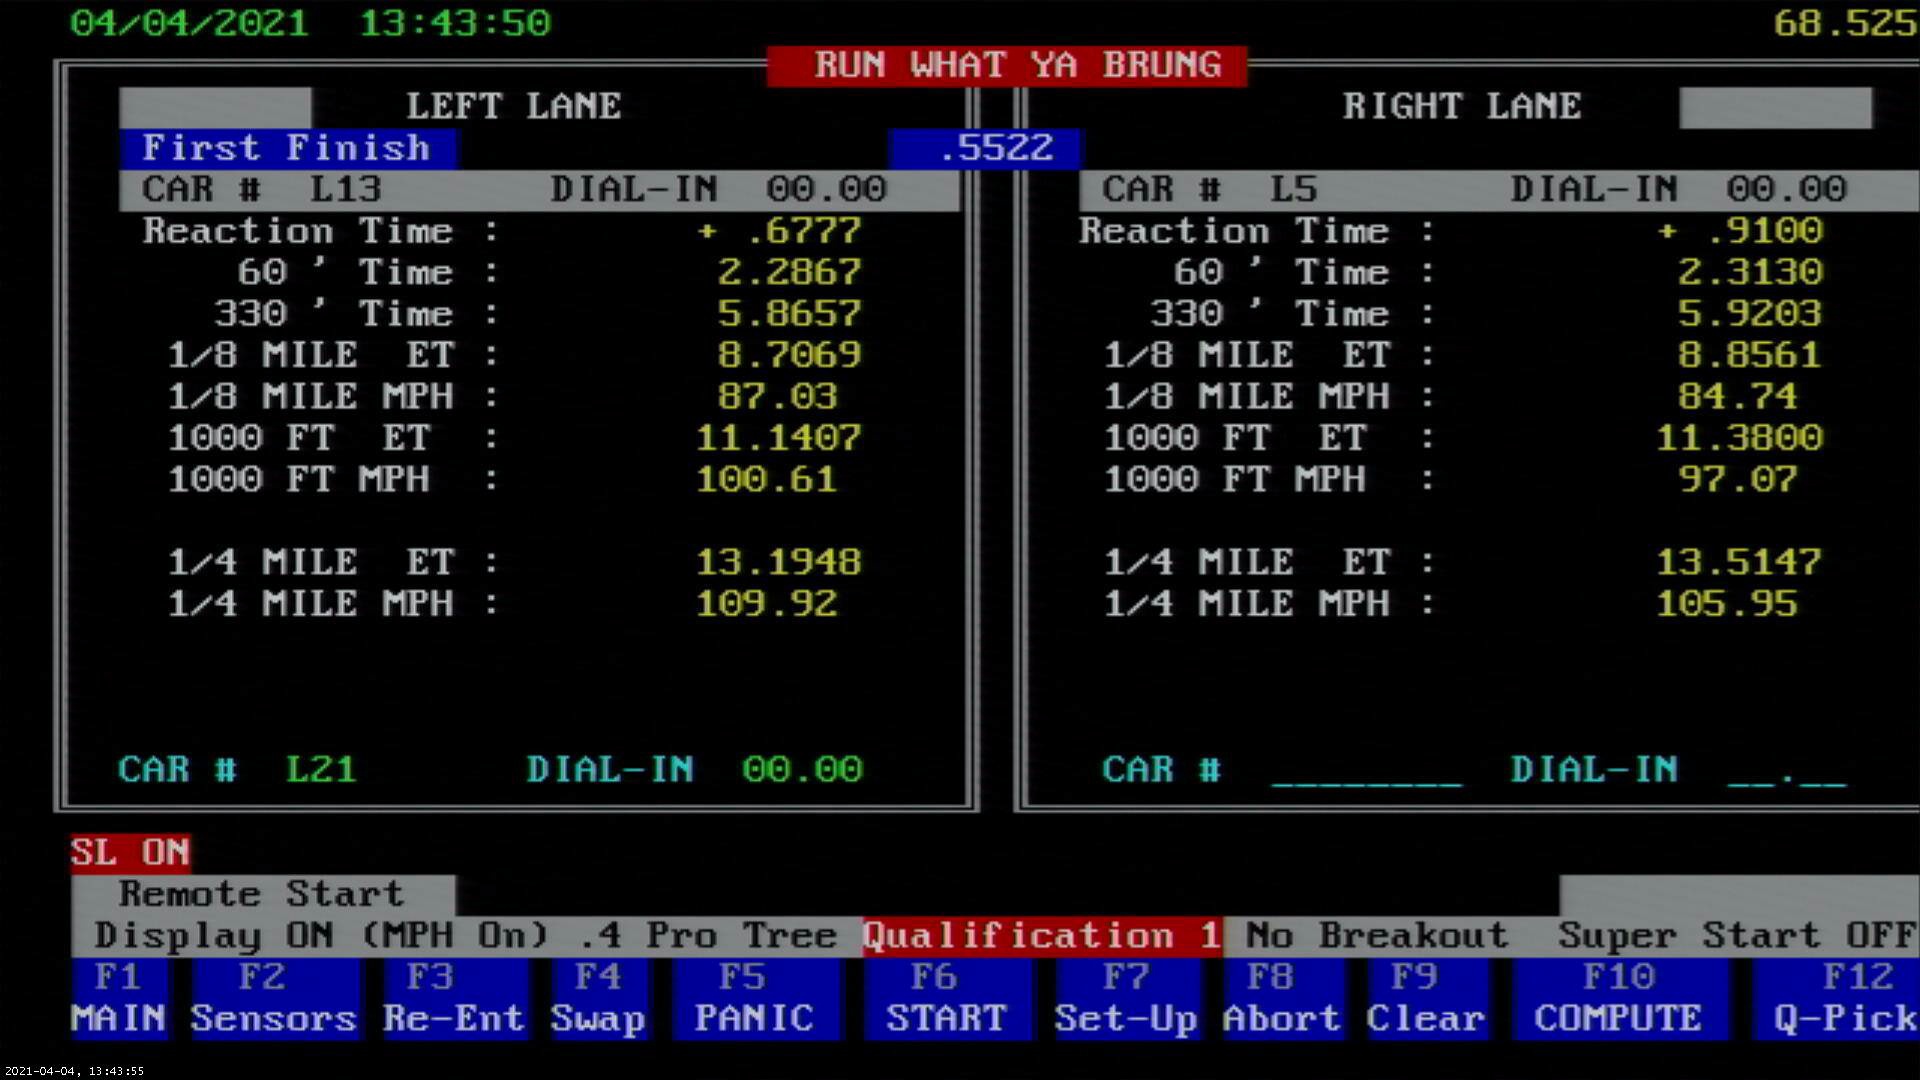 04/04/2021 13:43:50 68.525
RUN WHAT YA BRUNG
LEFT LANE RIGHT LANE
First Finish .5522
CAR # L13 DIAL-IN 00.00 CAR # L5 DIAL-IN 00.00
Reaction Time : + .6777 Reaction Time : + .9100
60 ' Time : 2.2867 60 ' Time : 2.3130
330 ' Time : 5.8657 330 ' Time : 5.9203
1/8 MILE ET : 8.7069 1/8 MILE ET : 8.8561
1/8 MILE MPH : 87.03 1/8 MILE MPH : 84.74
1000 FT ET : 11.1407 1000 FT ET : 11.3800
1000 FT MPH : 100.61 1000 FT MPH : 97.07
1/4 MILE ET : 13.1948 1/4 MILE ET : 13.5147
1/4 MILE MPH : 109.92 1/4 MILE MPH : 105.95
CAR # L21 DIAL-IN 00.00 CAR # ________ DIAL-IN __.__
SL ON
Remote Start
Display ON (MPH On) .4 Pro Tree Qualification 1 No Breakout Super Start OFF
F1 F2 F3 F4 F5 F6 F7 F8 F9 F10 F12
MAIN Sensors Re-Ent Swap PANIC START Set-Up Abort Clear COMPUTE Q-Pick
2021-04-04, 13:43:55